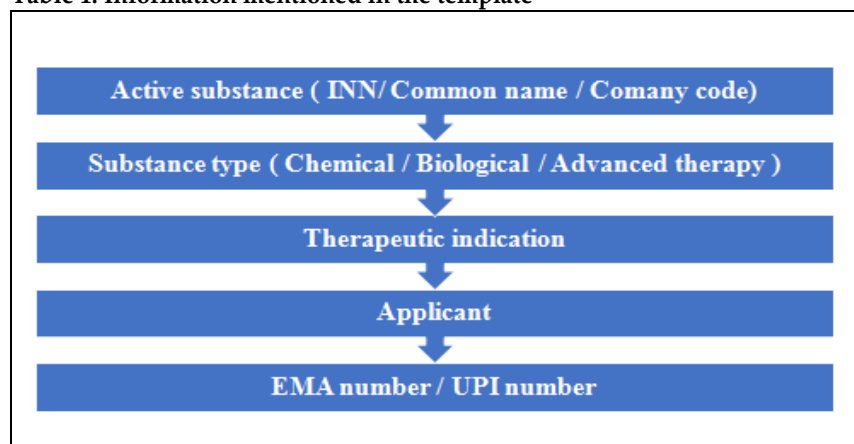 Table 1. Information mentioned in the template
Active substance ( INN/ Common name / Comany code)
Substance type ( Chemical / Biological / Advanced therapy )
Therapeutic indication
Applicant
EMA number / UPI number